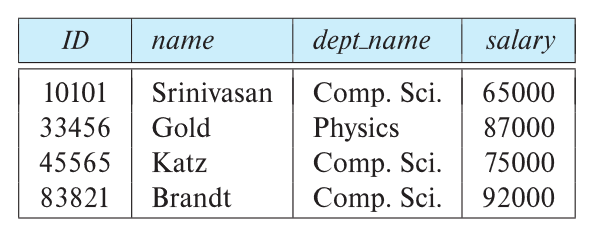 ID name dept_name salary
10101 Srinivasan Comp. Sci. 65000
33456 Gold Physics 87000
45565 Katz Comp. Sci. 75000
83821 Brandt Comp. Sci. 92000